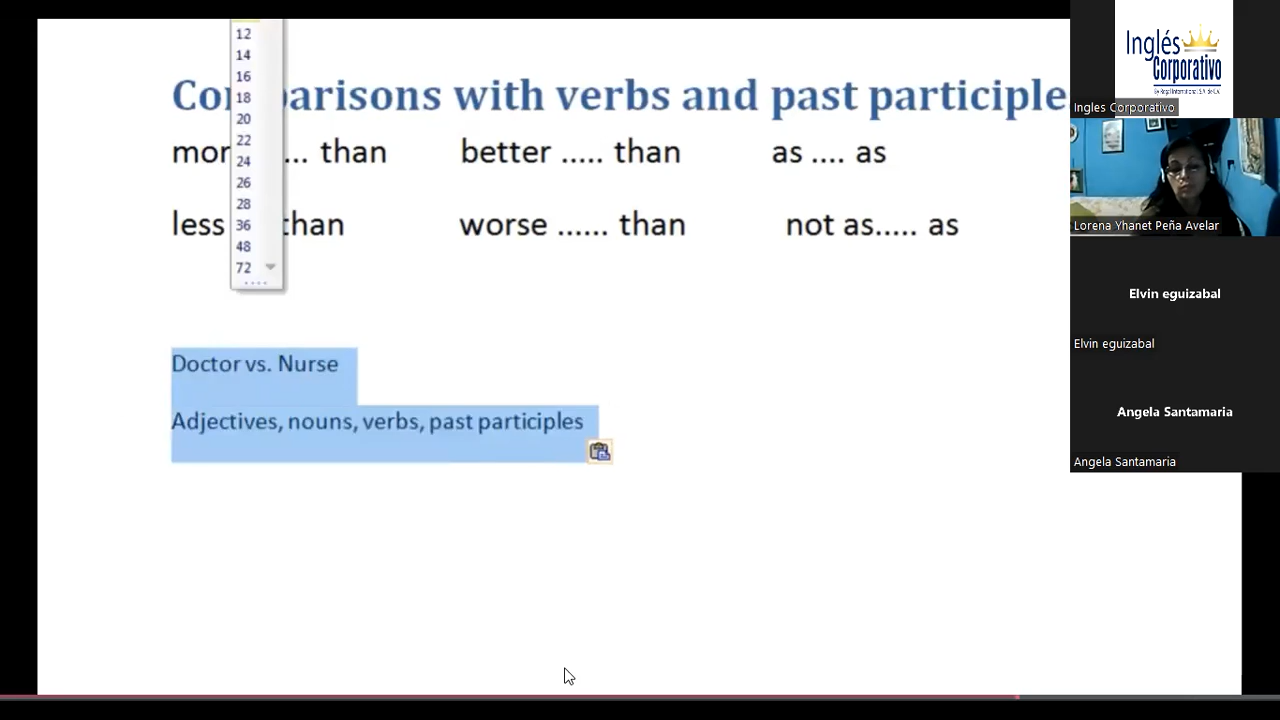 12
14
16
18
20
22
24
26
28
36
48
72
Comparisons with verbs and past participle
mor ... than better ..... than as .... as
less than worse ...... than not as..... as
Doctor vs. Nurse
Adjectives, nouns, verbs, past participles
Inglés
Corporativo
Ingles Corporativo
Lorena Yhanet Peña Avelar
Elvin eguizabal
Elvin eguizabal
Angela Santamaria
Angela Santamaria